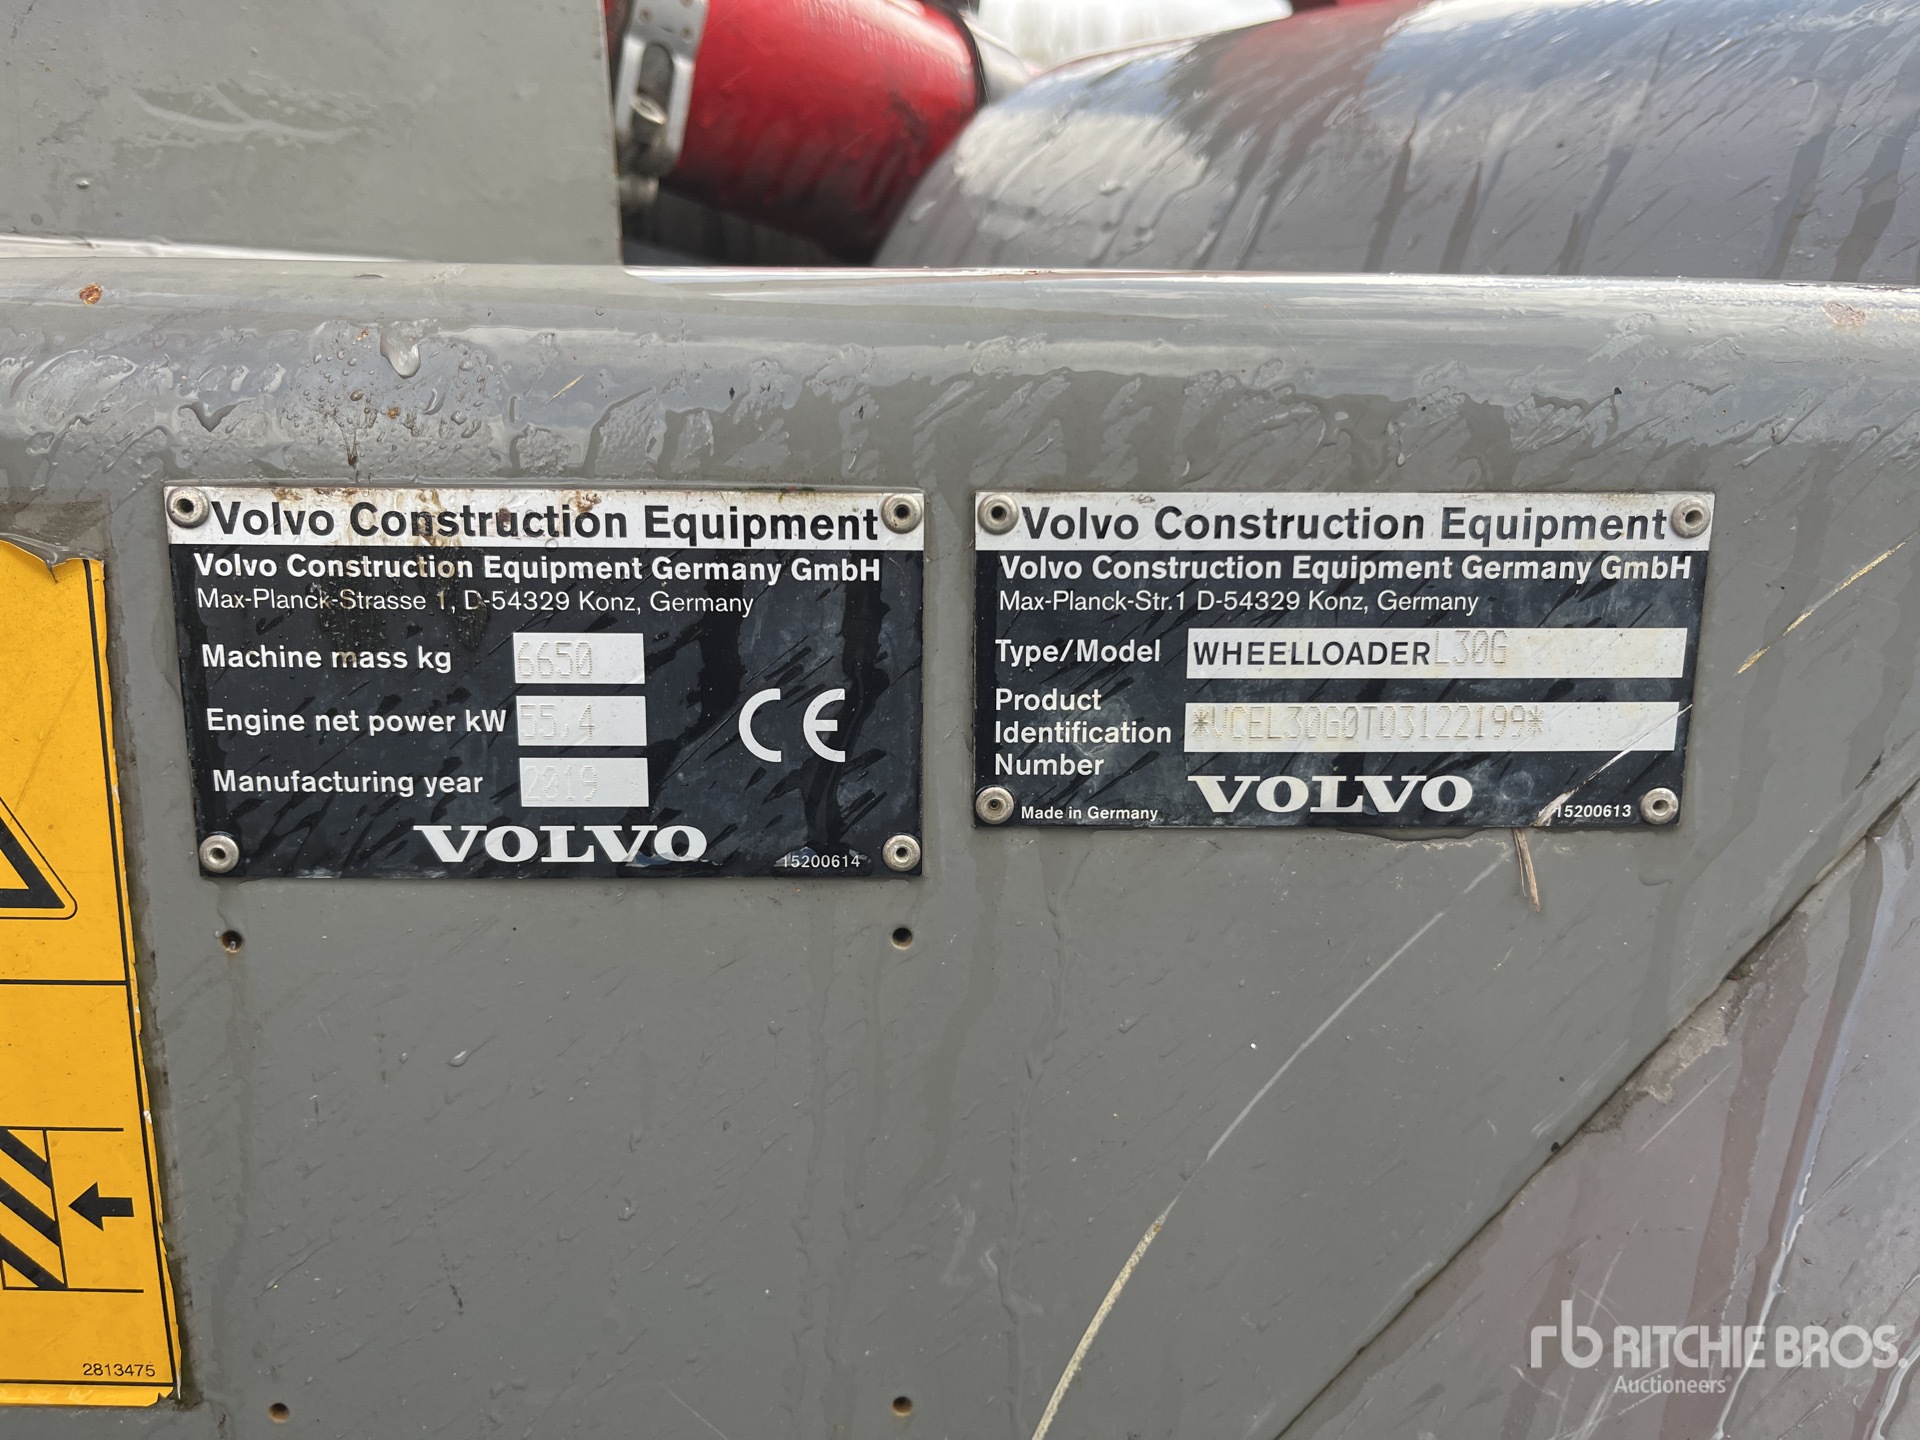 Volvo Construction Equipment
Volvo Construction Equipment Germany GmbH
Max-Planck-Strasse 1, D-54329 Konz, Germany
Machine mass kg 6650
Engine net power kW 55,4
Manufacturing year 2019
CE
VOLVO
15200614
Volvo Construction Equipment
Volvo Construction Equipment Germany GmbH
Max-Planck-Str.1 D-54329 Konz, Germany
Type/Model WHEELLOADER L30G
Product
Identification
Number
*VCEL30G0T03122199*
VOLVO
Made in Germany
15200613
2813475
rb RITCHIE BROS.
Auctioneers